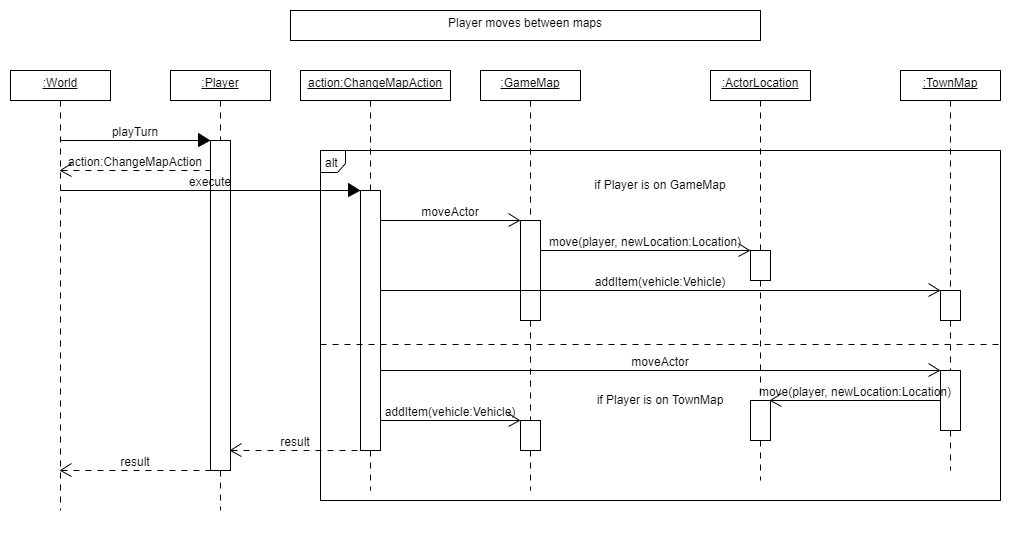 Player moves between maps
:World
:Player
action:ChangeMapAction
:GameMap
:ActorLocation
:TownMap
playTurn
alt
action:ChangeMapAction
execute
if Player is on GameMap
moveActor
move(player, newLocation:Location)
addItem(vehicle:Vehicle)
moveActor
move(player, newLocation:Location)
if Player is on TownMap
addItem(vehicle:Vehicle)
result
result